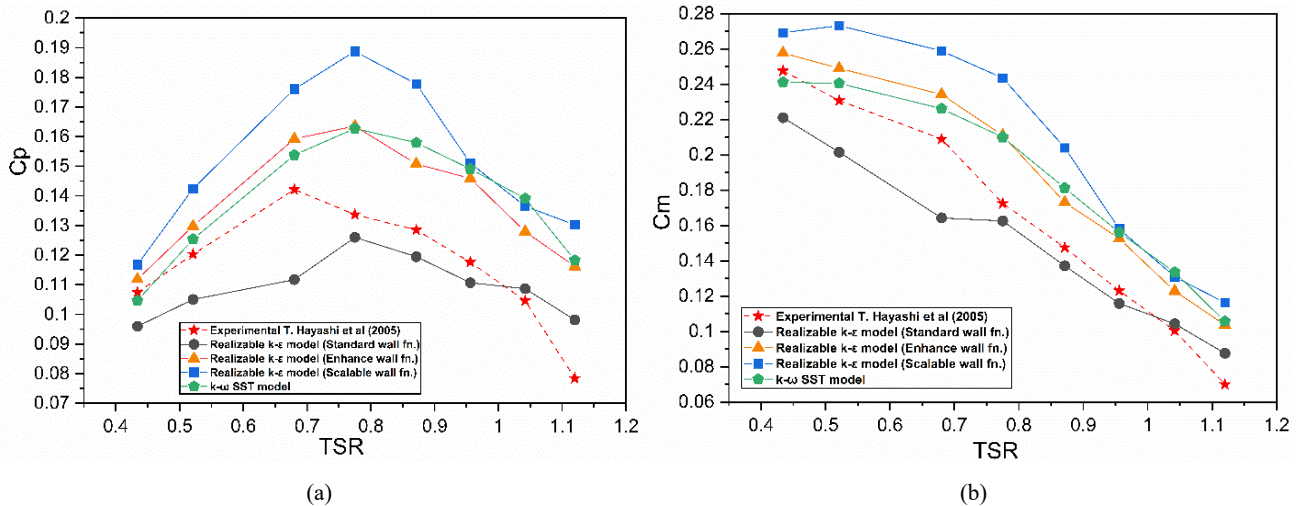 0.2
0.19
0.18
0.17
0.16
0.15
0.14
0.13
0.12
0.11
0.1
0.09
0.08
0.07
Cp
0.4 0.5 0.6 0.7 0.8 0.9 1 1.1 1.2
TSR
Experimental T. Hayashi et al (2005)
Realizable k-ε model (Standard wall fn.)
Realizable k-ε model (Enhance wall fn.)
Realizable k-ε model (Scalable wall fn.)
k-ω SST model
(a)
0.28
0.26
0.24
0.22
0.2
0.18
0.16
0.14
0.12
0.1
0.08
0.06
Cm
0.4 0.5 0.6 0.7 0.8 0.9 1 1.1 1.2
TSR
Experimental T. Hayashi et al (2005)
Realizable k-ε model (Standard wall fn.)
Realizable k-ε model (Enhance wall fn.)
Realizable k-ε model (Scalable wall fn.)
k-ω SST model
(b)